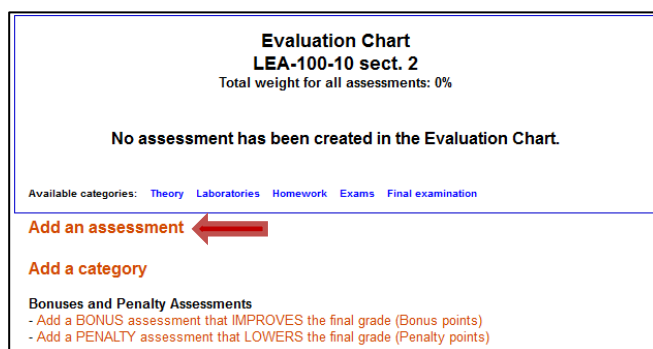 Evaluation Chart
LEA-100-10 sect. 2
Total weight for all assessments: 0%
No assessment has been created in the Evaluation Chart.
Available categories: Theory Laboratories Homework Exams Final examination
Add an assessment
Add a category
Bonuses and Penalty Assessments
- Add a BONUS assessment that IMPROVES the final grade (Bonus points)
- Add a PENALTY assessment that LOWERS the final grade (Penalty points)